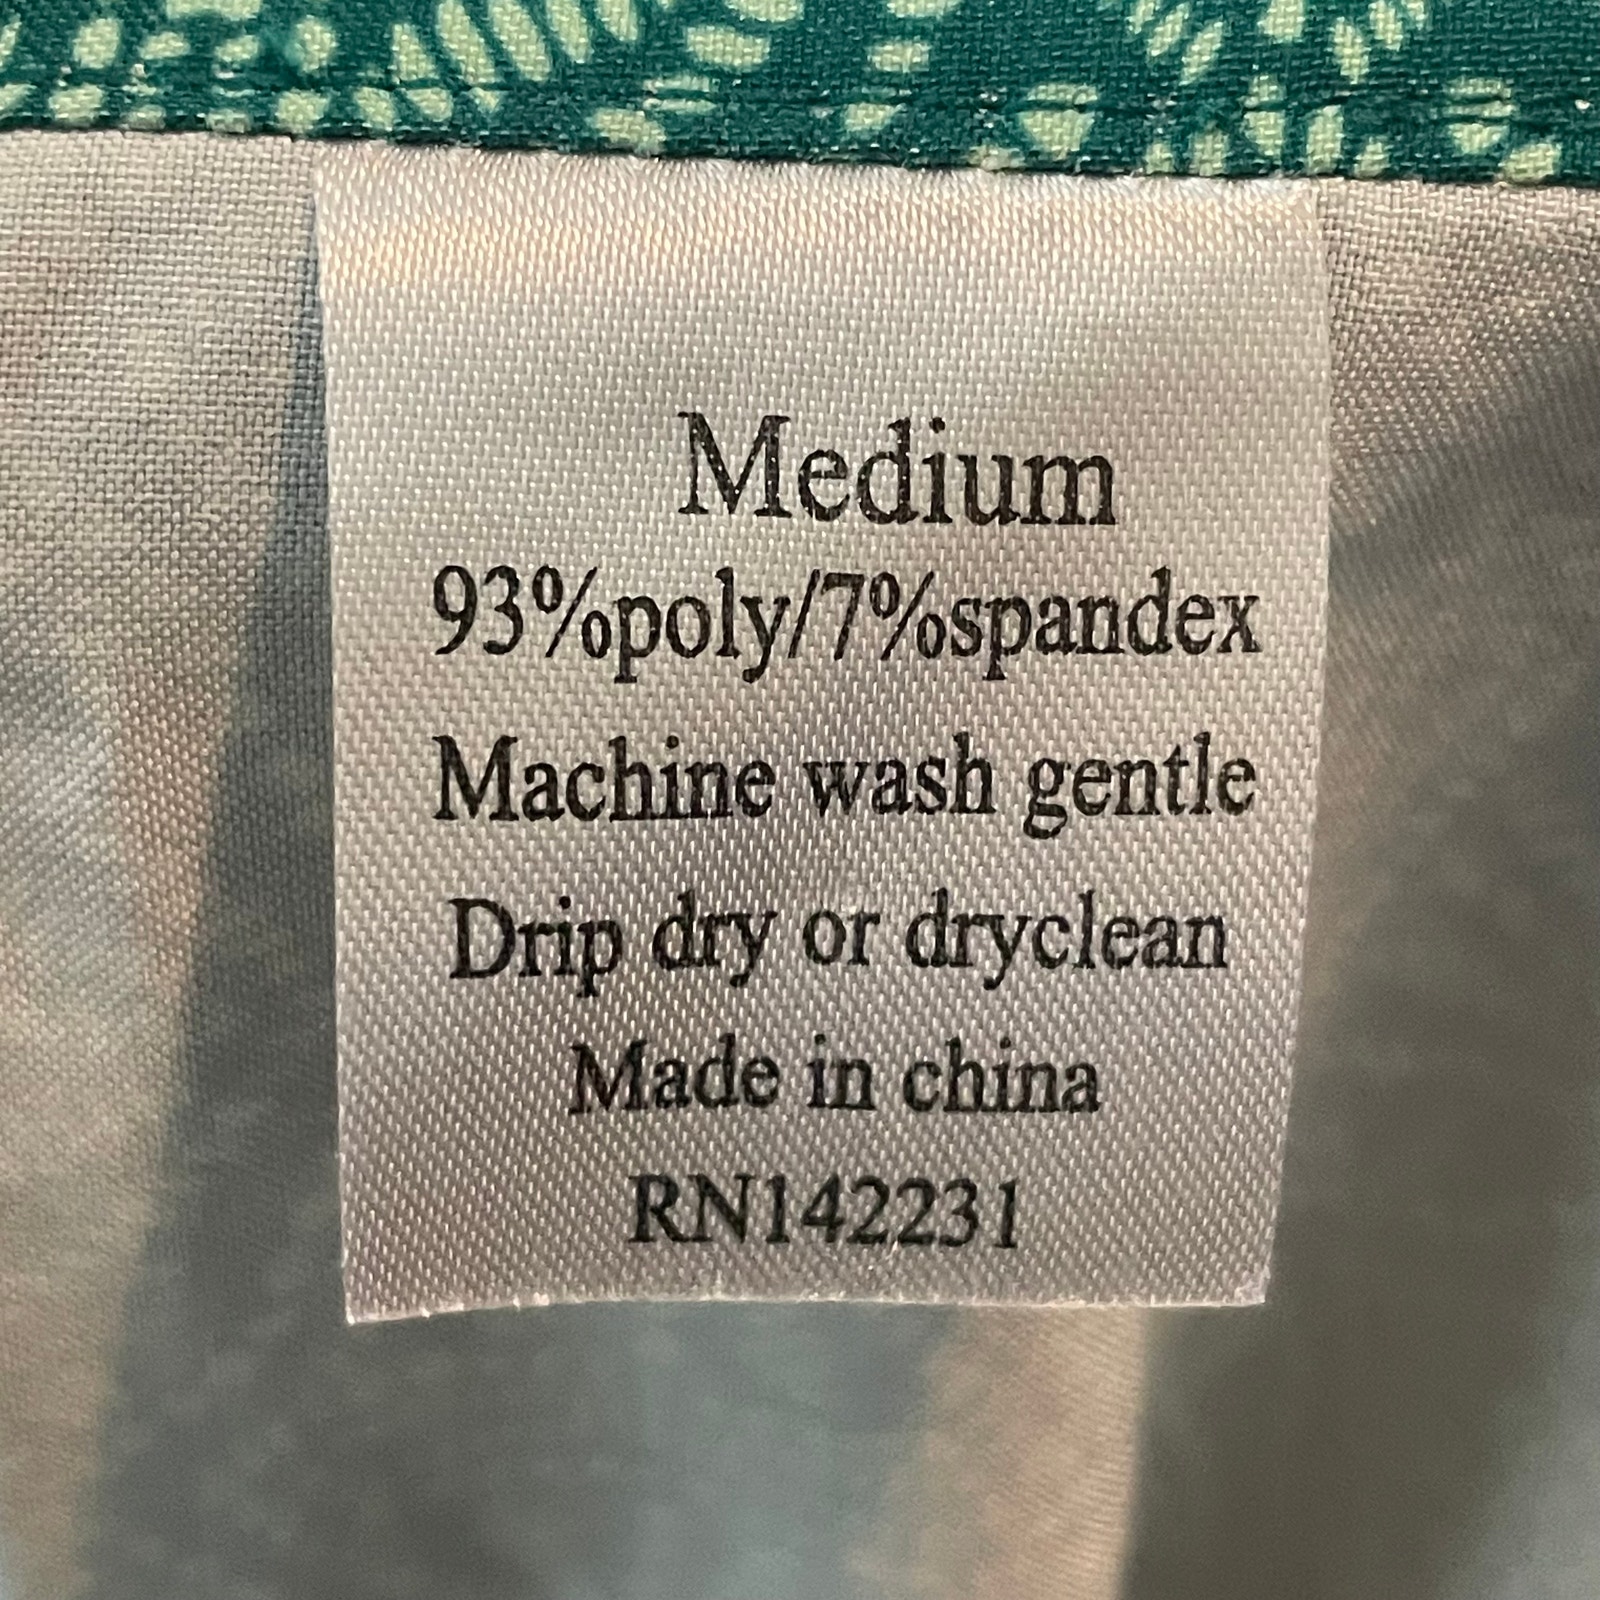 Medium
93%poly/7%spandex
Machine wash gentle
Drip dry or dryclean
Made in china
RN142231